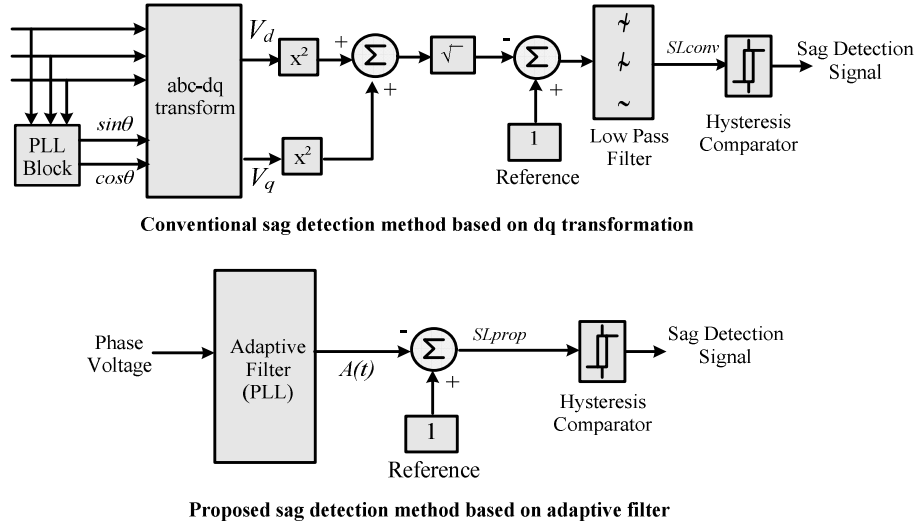 V_d
x²
+
Σ
+
√
-
Σ
+
SLconv
Sag Detection
Signal
abc-dq
transform
PLL
Block
sinθ
cosθ
V_q
x²
1
Reference
~
~
~
Low Pass
Filter
Hysteresis
Comparator
Conventional sag detection method based on dq transformation
Phase
Voltage
Adaptive
Filter
(PLL)
A(t)
-
Σ
+
SLprop
Sag Detection
Signal
1
Reference
Hysteresis
Comparator
Proposed sag detection method based on adaptive filter